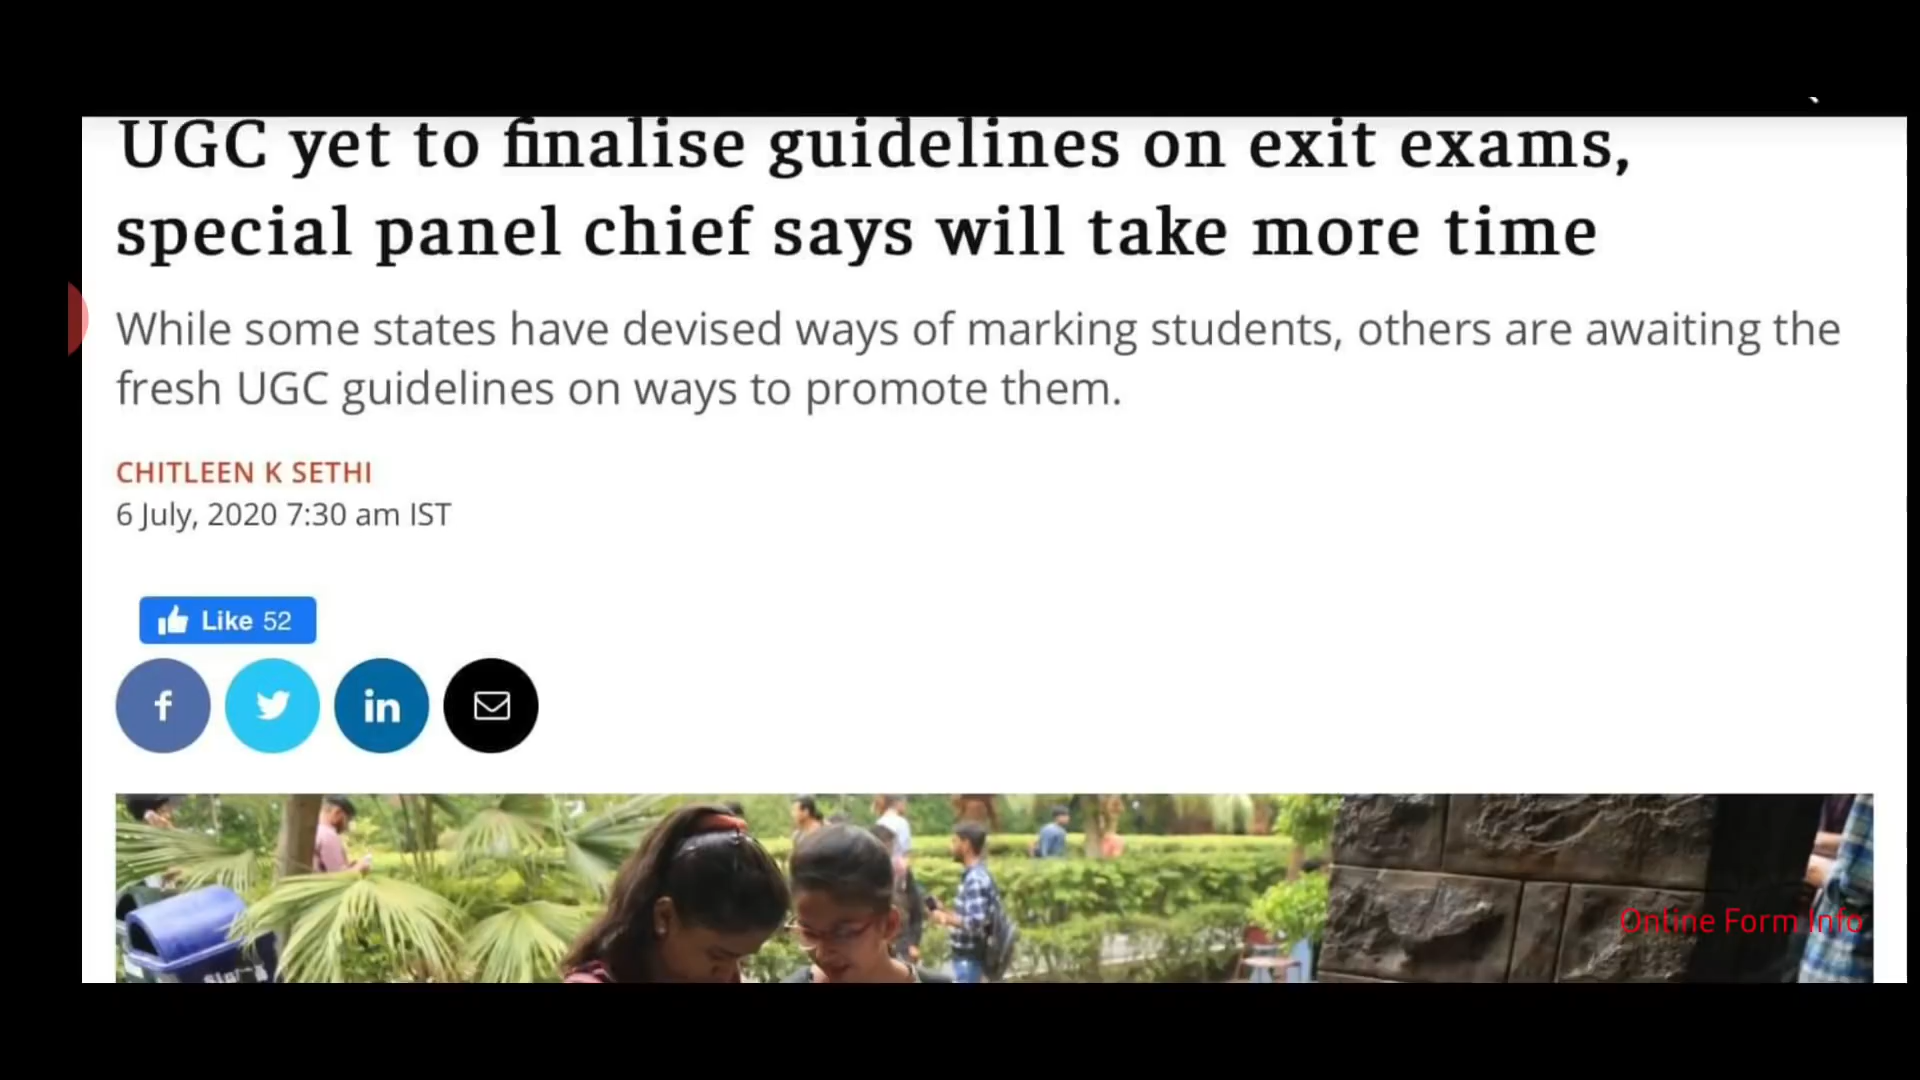 UGC yet to finalise guidelines on exit exams,
special panel chief says will take more time
While some states have devised ways of marking students, others are awaiting the
fresh UGC guidelines on ways to promote them.
CHITLEEN K SETHI
6 July, 2020 7:30 am IST
Like 52
f
in
Online Form Info